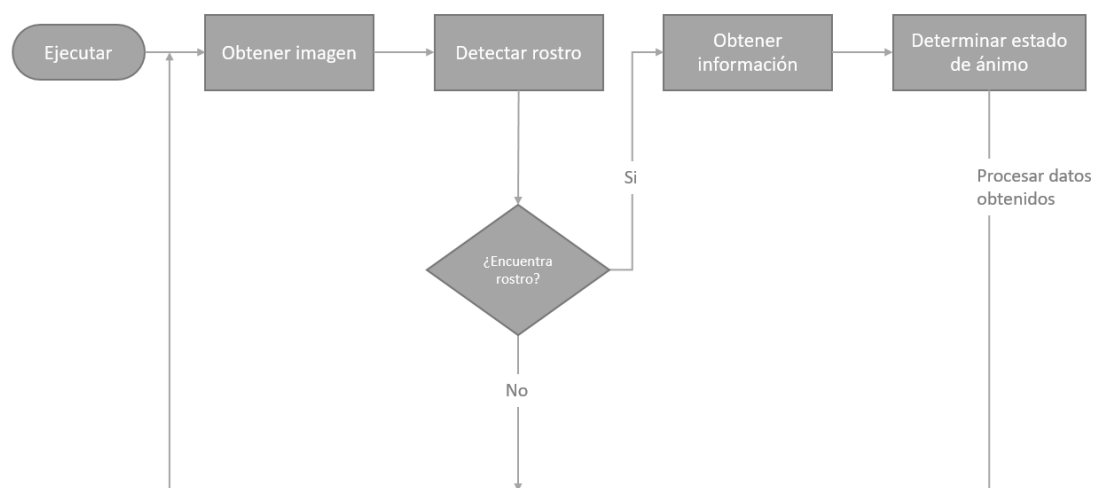 Ejecutar
Obtener imagen
Detectar rostro
Obtener
información
Determinar estado
de ánimo
Si
Procesar datos
obtenidos
¿Encuentra
rostro?
No